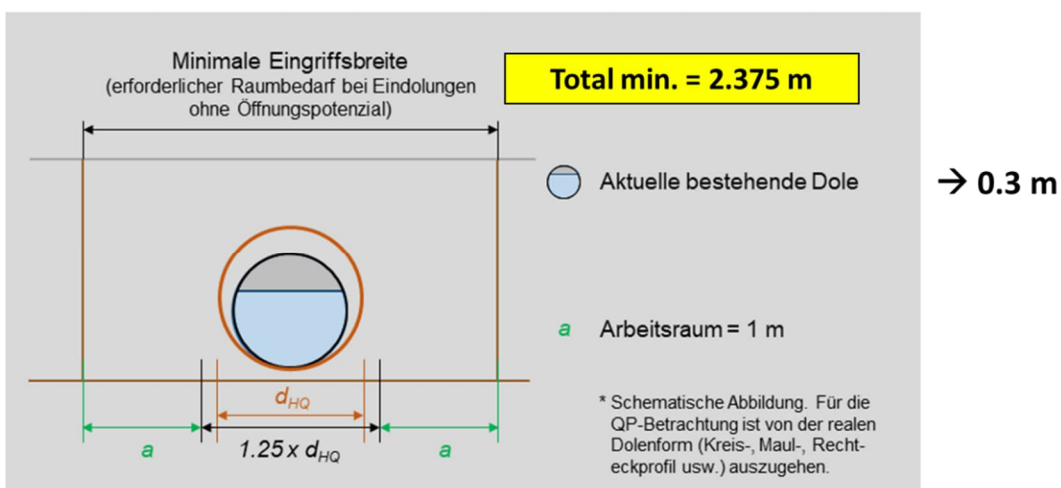 Minimale Eingriffsbreite
(erforderlicher Raumbedarf bei Eindolungen
ohne Öffnungspotenzial)
Total min. = 2.375 m
Aktuelle bestehende Dole
→ 0.3 m
a Arbeitsraum = 1 m
d_HQ
a
1.25 x d_HQ
a
* Schematische Abbildung. Für die
QP-Betrachtung ist von der realen
Dolenform (Kreis-, Maul-, Recht-
eckprofil usw.) auszugehen.